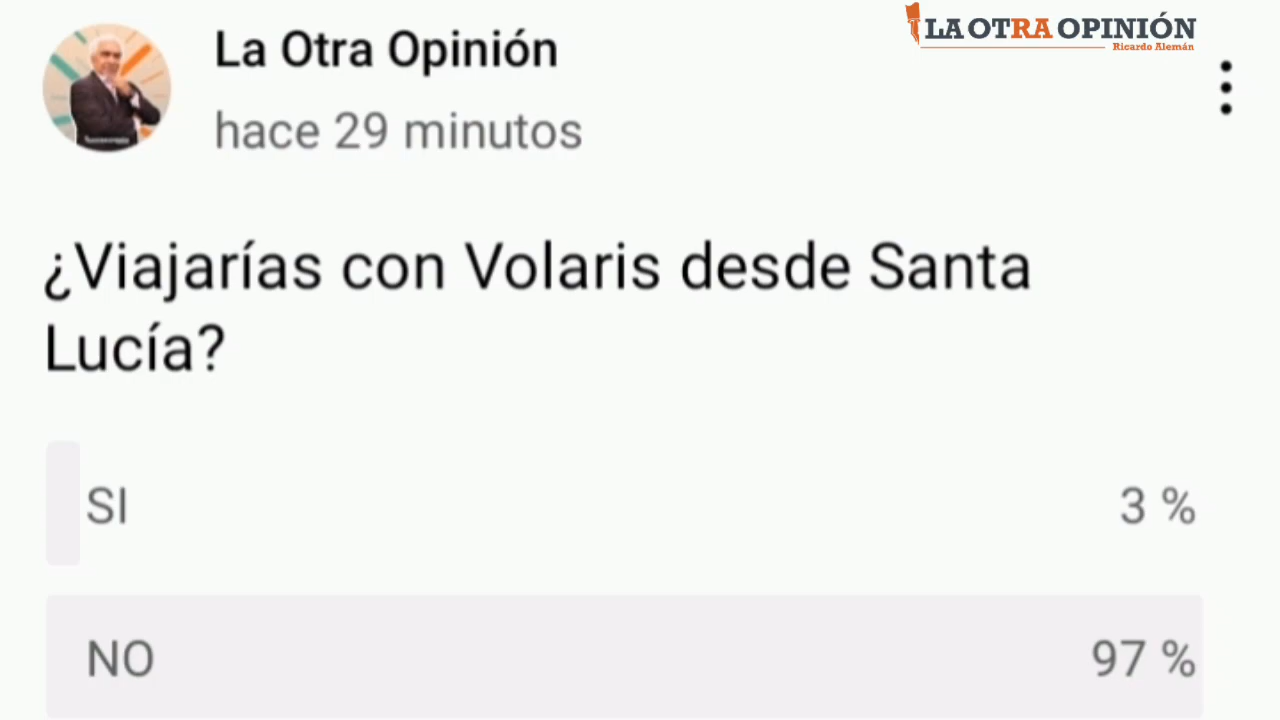 LA OTRA OPINIÓN
Ricardo Alemán
La Otra Opinión
hace 29 minutos
¿Viajarías con Volaris desde Santa
Lucía?
SI 3 %
NO 97 %